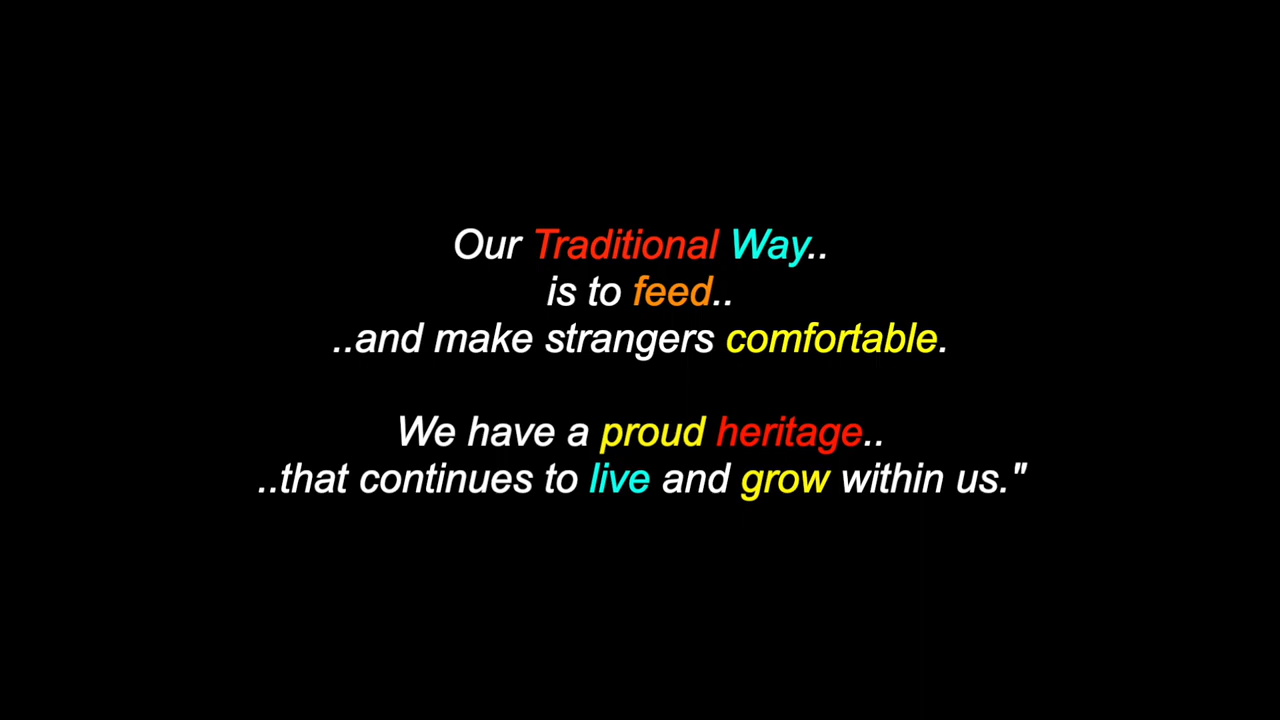 Our Traditional Way..
is to feed..
..and make strangers comfortable.
We have a proud heritage..
..that continues to live and grow within us."